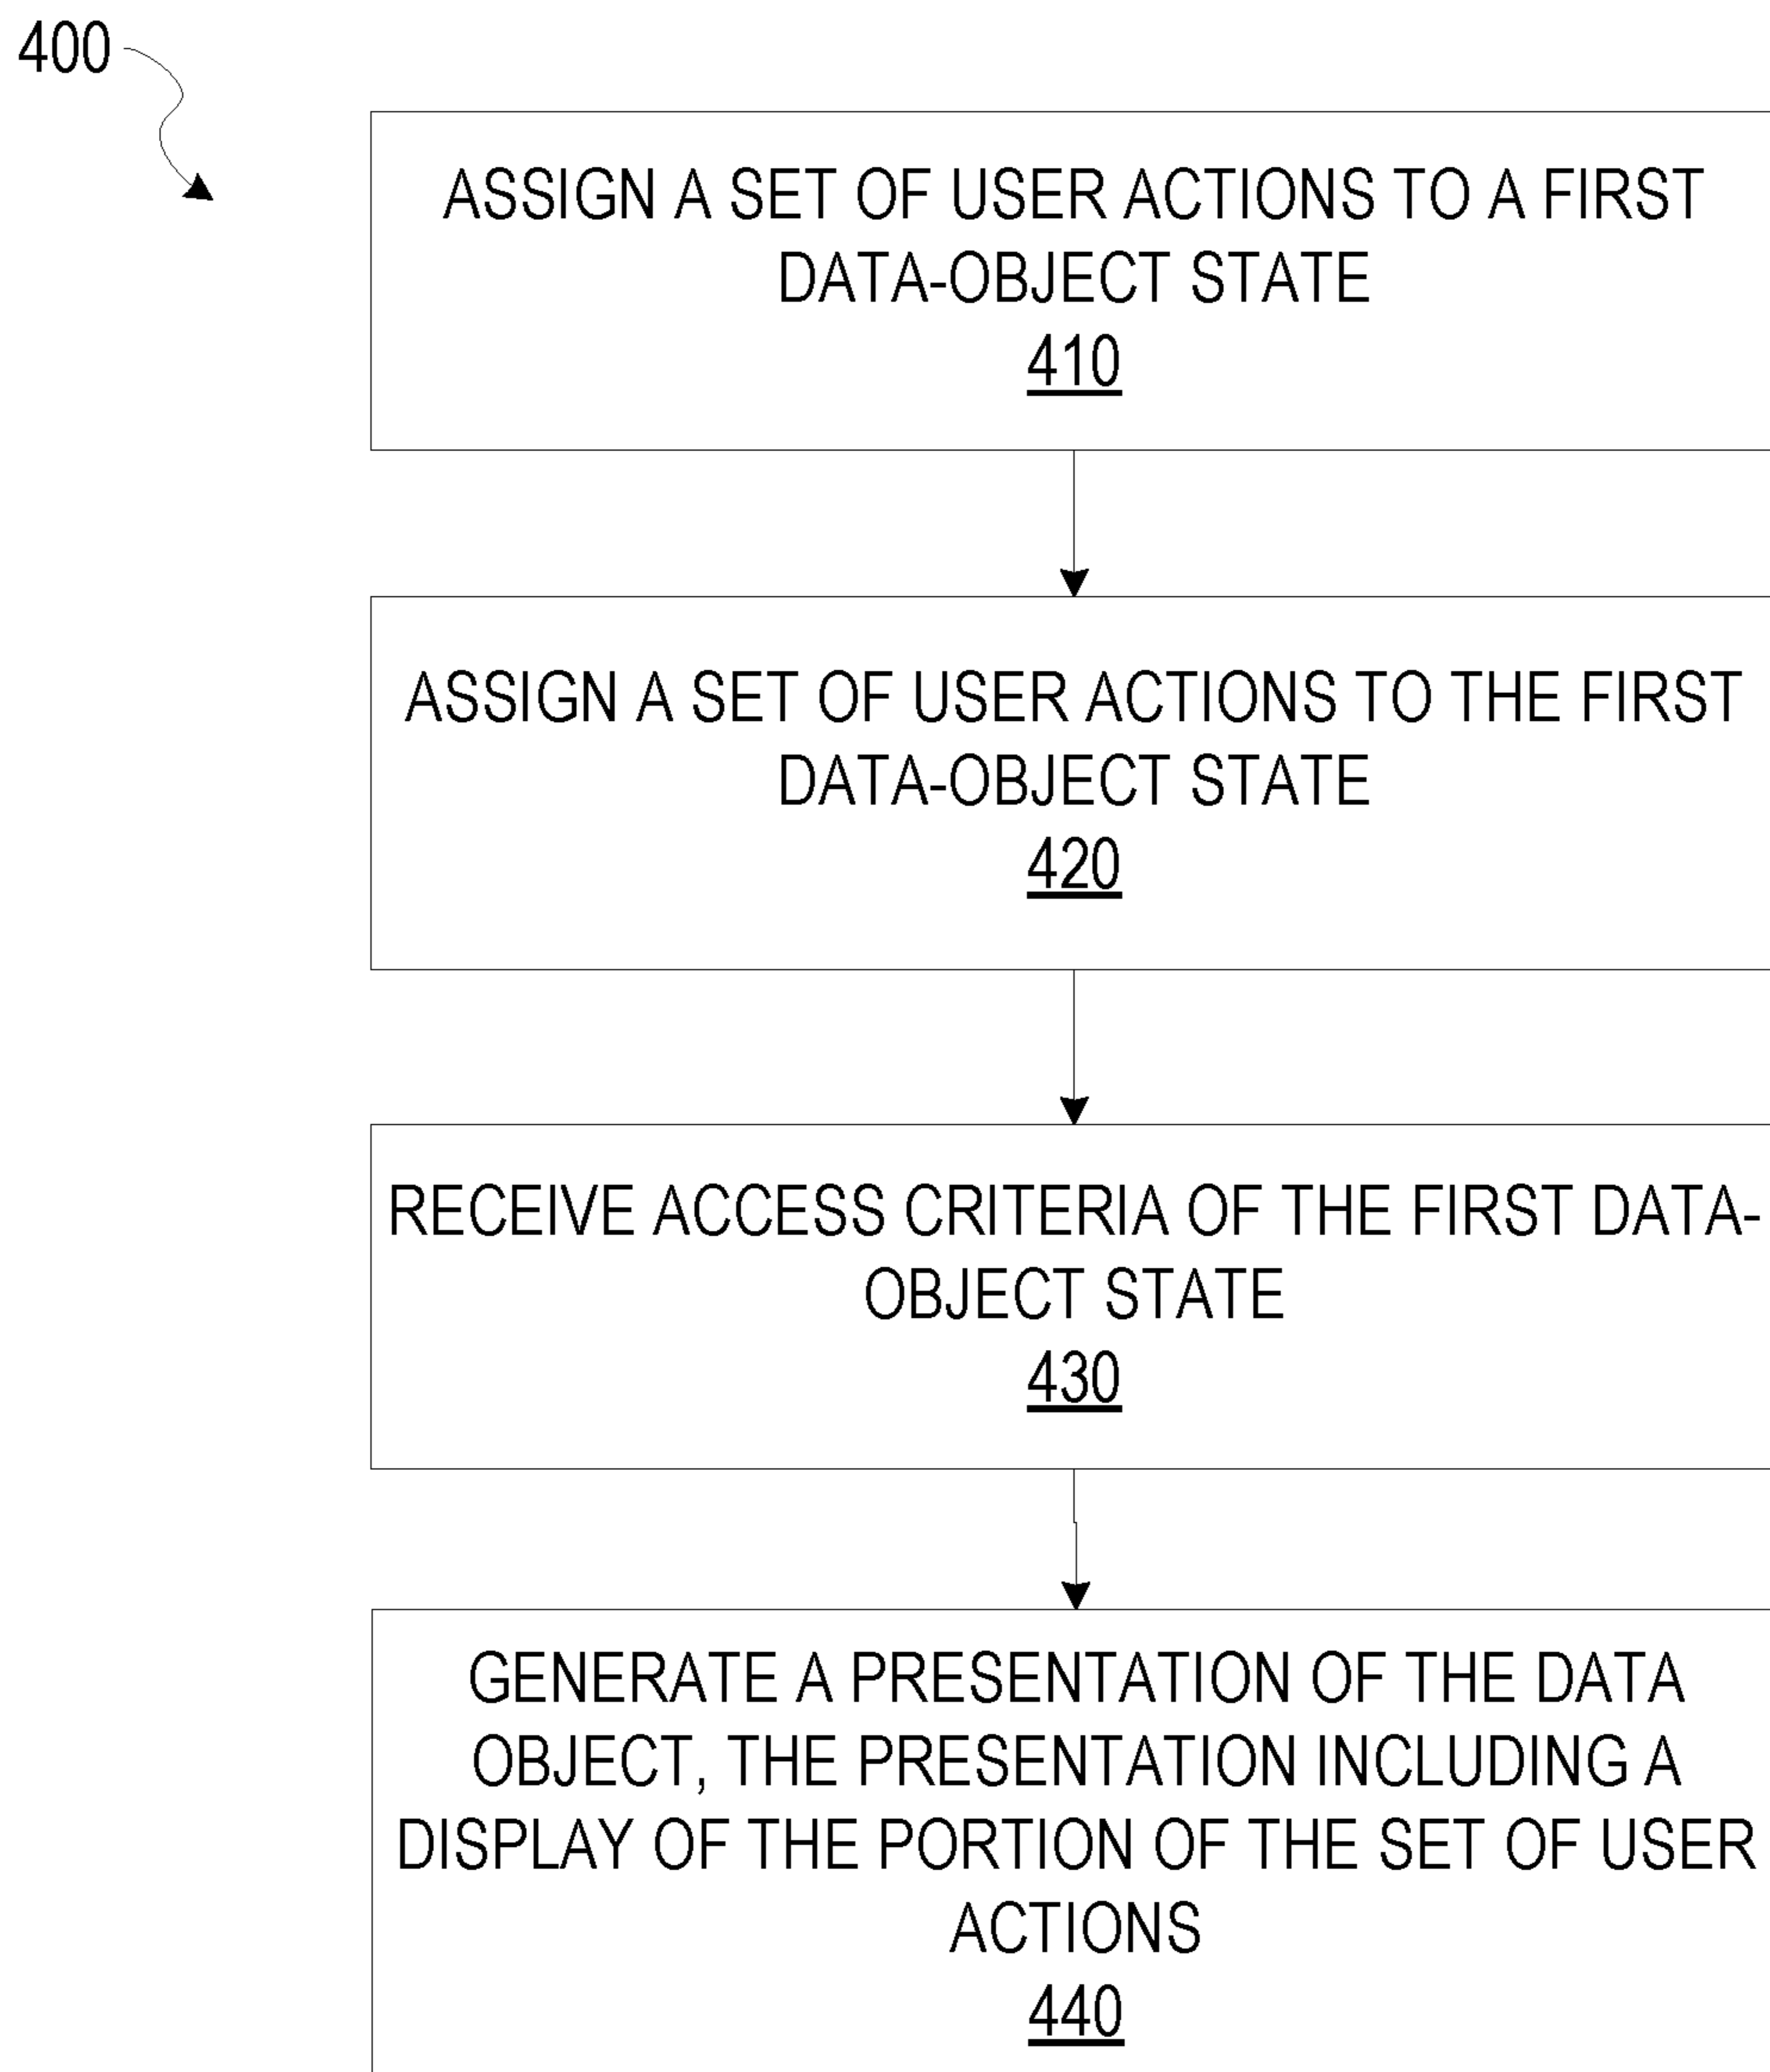 400
ASSIGN A SET OF USER ACTIONS TO A FIRST
DATA-OBJECT STATE
410
ASSIGN A SET OF USER ACTIONS TO THE FIRST
DATA-OBJECT STATE
420
RECEIVE ACCESS CRITERIA OF THE FIRST DATA-
OBJECT STATE
430
GENERATE A PRESENTATION OF THE DATA
OBJECT, THE PRESENTATION INCLUDING A
DISPLAY OF THE PORTION OF THE SET OF USER
ACTIONS
440